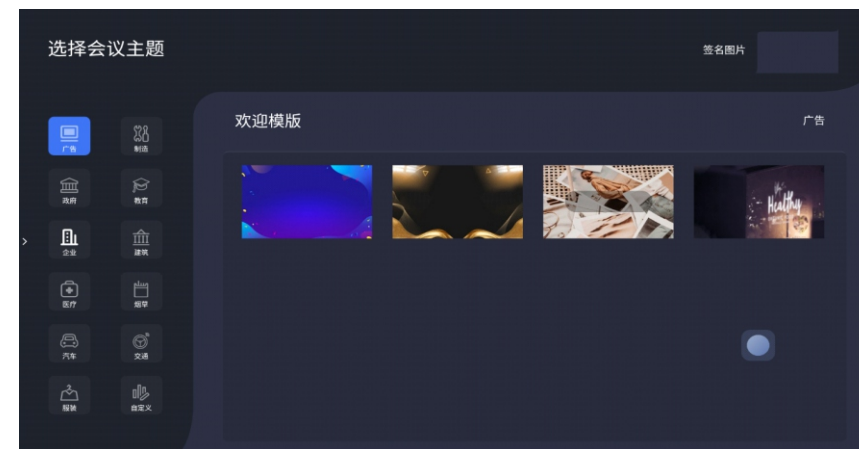 选择会议主题
签名图片
欢迎模版
广告
广告
制造
政府
教育
企业
建筑
医疗
烟草
汽车
交通
服装
自定义
Healthy